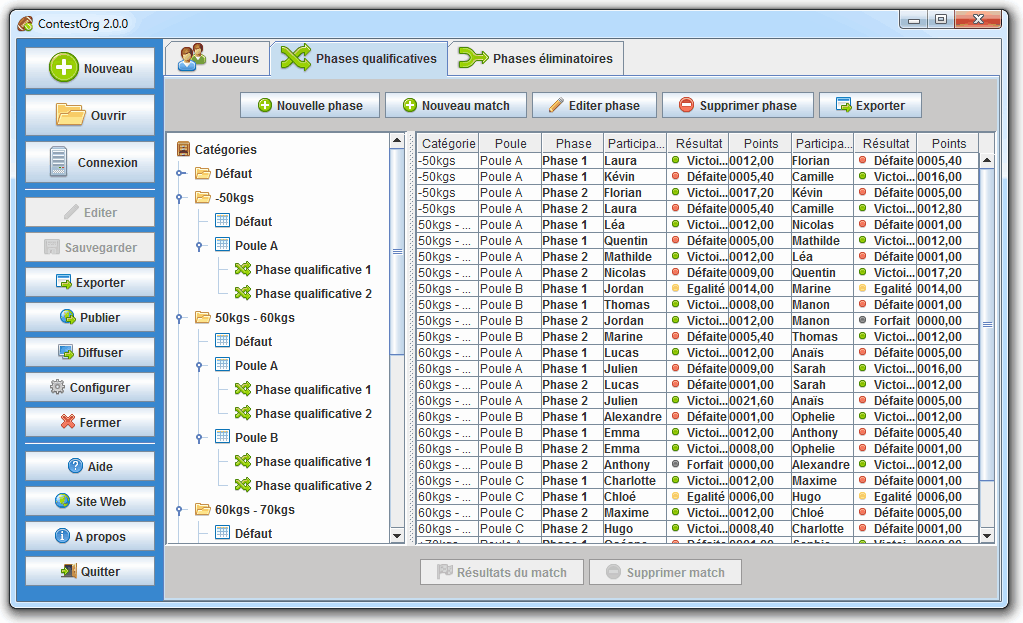 ContestOrg 2.0.0
Nouveau
Ouvrir
Connexion
Editer
Sauvegarder
Exporter
Publier
Diffuser
Configurer
Fermer
Aide
Site Web
A propos
Quitter
Joueurs Phases qualificatives Phases éliminatoires
Nouvelle phase Nouveau match Editer phase Supprimer phase Exporter
Catégories
Défaut
-50kgs
Défaut
Poule A
Phase qualificative 1
Phase qualificative 2
50kgs - 60kgs
Défaut
Poule A
Phase qualificative 1
Phase qualificative 2
Poule B
Phase qualificative 1
Phase qualificative 2
60kgs - 70kgs
Défaut
Catégorie Poule Phase Participa... Résultat Points Participa... Résultat Points
-50kgs Poule A Phase 1 Laura Victoi... 0012,00 Florian Défaite 0005,40
-50kgs Poule A Phase 1 Kévin Défaite 0005,40 Camille Victoi... 0016,00
-50kgs Poule A Phase 2 Florian Victoi... 0017,20 Kévin Défaite 0005,00
-50kgs Poule A Phase 2 Laura Défaite 0005,40 Camille Victoi... 0012,80
50kgs - ... Poule A Phase 1 Léa Victoi... 0012,00 Nicolas Défaite 0001,00
50kgs - ... Poule A Phase 1 Quentin Défaite 0005,00 Mathilde Victoi... 0012,00
50kgs - ... Poule A Phase 2 Mathilde Victoi... 0012,00 Léa Défaite 0001,00
50kgs - ... Poule A Phase 2 Nicolas Défaite 0009,00 Quentin Victoi... 0017,20
50kgs - ... Poule B Phase 1 Jordan Egalité 0014,00 Marine Egalité 0014,00
50kgs - ... Poule B Phase 1 Thomas Victoi... 0008,00 Manon Défaite 0001,00
50kgs - ... Poule B Phase 2 Jordan Victoi... 0012,00 Manon Forfait 0000,00
50kgs - ... Poule B Phase 2 Marine Défaite 0005,40 Thomas Victoi... 0012,00
60kgs - ... Poule A Phase 1 Lucas Victoi... 0012,00 Anaïs Défaite 0005,00
60kgs - ... Poule A Phase 1 Julien Défaite 0009,00 Sarah Victoi... 0016,00
60kgs - ... Poule A Phase 2 Lucas Défaite 0001,00 Sarah Victoi... 0012,00
60kgs - ... Poule A Phase 2 Julien Victoi... 0021,60 Anaïs Défaite 0005,00
60kgs - ... Poule B Phase 1 Alexandre Défaite 0001,00 Ophelie Victoi... 0012,00
60kgs - ... Poule B Phase 1 Emma Victoi... 0012,00 Anthony Défaite 0005,40
60kgs - ... Poule B Phase 2 Emma Victoi... 0008,00 Ophelie Défaite 0001,00
60kgs - ... Poule B Phase 2 Anthony Forfait 0000,00 Alexandre Victoi... 0012,00
60kgs - ... Poule C Phase 1 Charlotte Victoi... 0012,00 Maxime Défaite 0001,00
60kgs - ... Poule C Phase 1 Chloé Egalité 0006,00 Hugo Egalité 0006,00
60kgs - ... Poule C Phase 2 Maxime Victoi... 0012,00 Chloé Défaite 0005,00
60kgs - ... Poule C Phase 2 Hugo Victoi... 0008,40 Charlotte Défaite 0001,00
Résultats du match Supprimer match